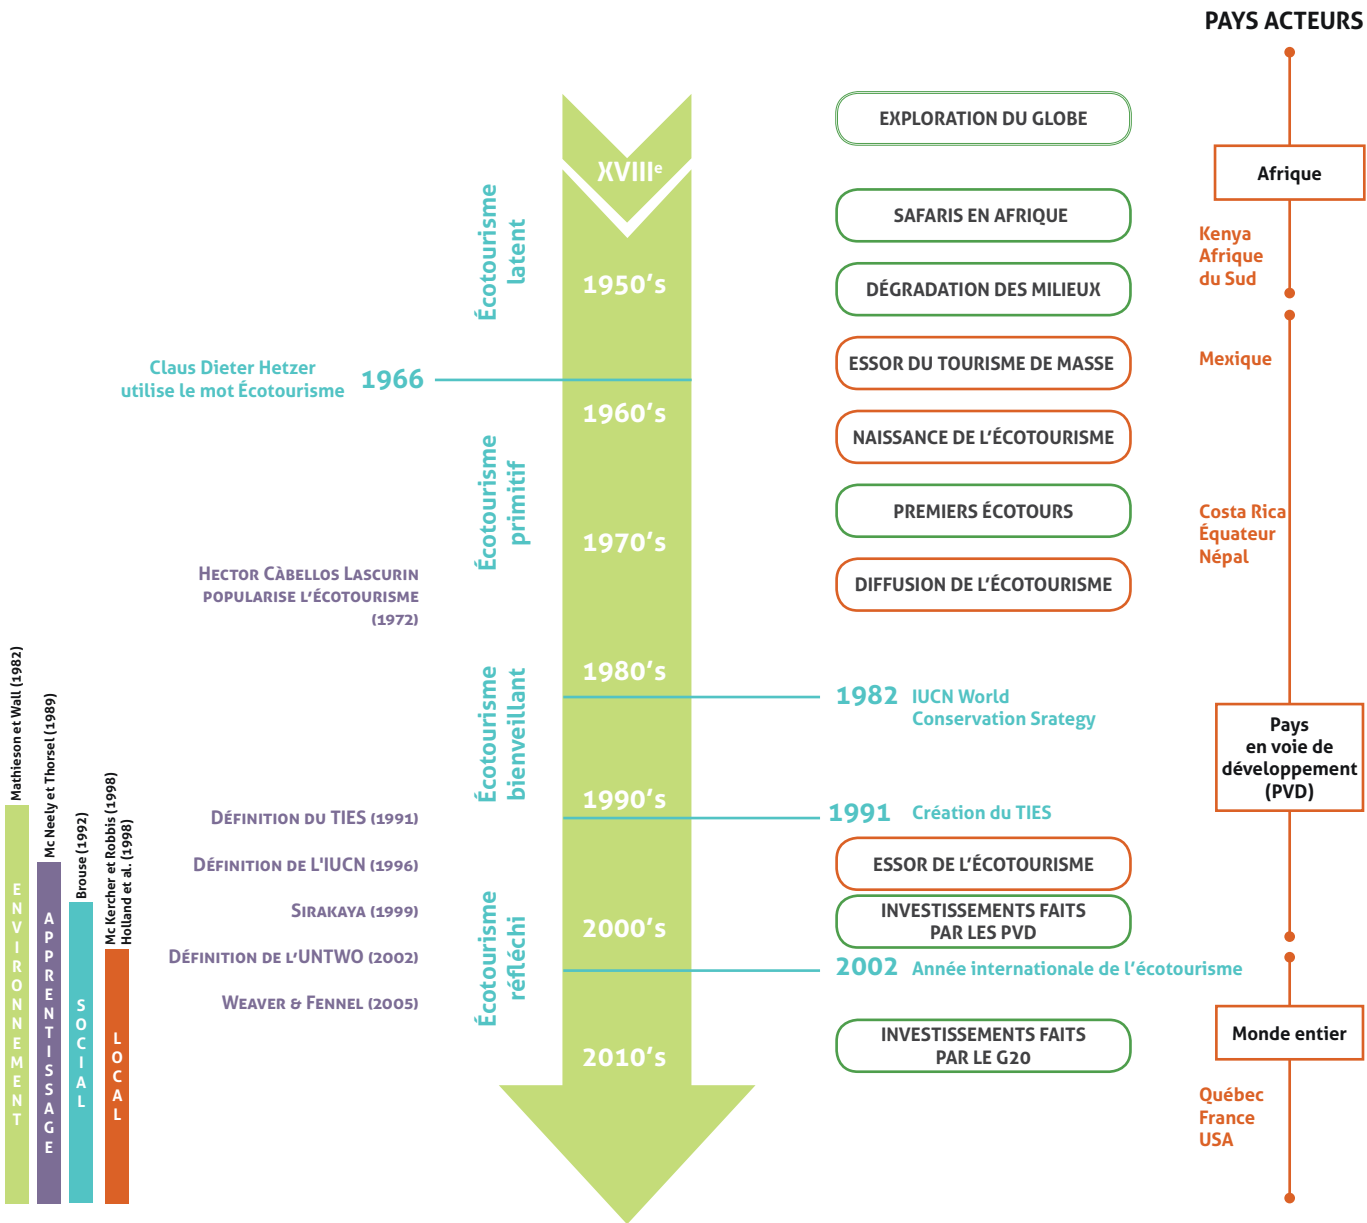 PAYS ACTEURS
EXPLORATION DU GLOBE
XVIIIe
Afrique
SAFARIS EN AFRIQUE
Écotourisme
latent
Kenya
Afrique
du Sud
1950's
DÉGRADATION DES MILIEUX
Claus Dieter Hetzer
utilise le mot Écotourisme
1966
ESSOR DU TOURISME DE MASSE
Mexique
1960's
NAISSANCE DE L'ÉCOTOURISME
Écotourisme
primitif
PREMIERS ÉCOTOURS
Costa Rica
Équateur
Népal
1970's
HECTOR CÀBELLOS LASCURIN
POPULARISE L'ÉCOTOURISME
(1972)
DIFFUSION DE L'ÉCOTOURISME
1980's
Écotourisme
bienveillant
1982
IUCN World
Conservation Srategy
Pays
en voie de
développement
(PVD)
1990's
DÉFINITION DU TIES (1991)
1991
Création du TIES
DÉFINITION DE L'IUCN (1996)
ESSOR DE L'ÉCOTOURISME
SIRAKAYA (1999)
Écotourisme
réfléchi
2000's
INVESTISSEMENTS FAITS
PAR LES PVD
DÉFINITION DE L'UNTWO (2002)
2002
Année internationale de l'écotourisme
WEAVER & FENNEL (2005)
2010's
INVESTISSEMENTS FAITS
PAR LE G20
Monde entier
Québec
France
USA
Mathieson et Wall (1982)
ENVIRONNEMENT
Mc Neely et Thorsel (1989)
APPRENTISSAGE
Brouse (1992)
SOCIAL
Mc Kercher et Robbis (1998)
Holland et al. (1998)
LOCAL